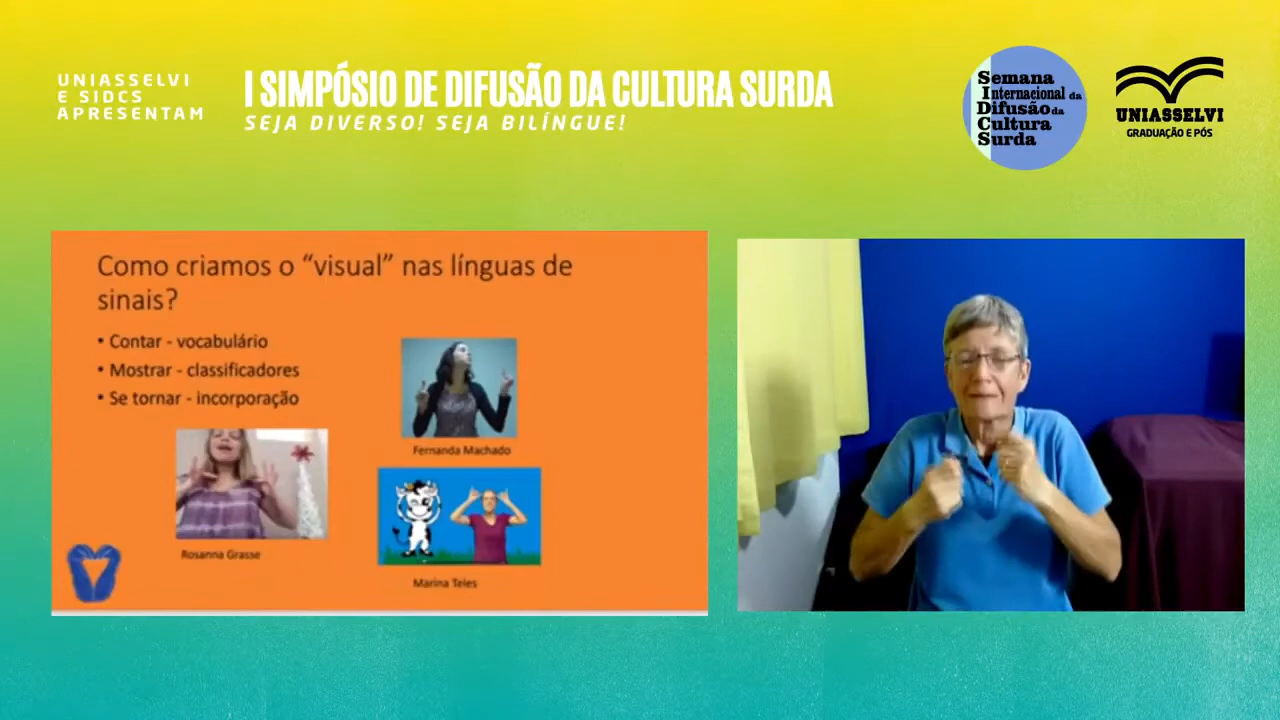 UNIASSELVI
E SIDCS
APRESENTAM
I SIMPÓSIO DE DIFUSÃO DA CULTURA SURDA
SEJA DIVERSO! SEJA BILÍNGUE!
Semana
Internacional da
Difusão da
Cultura
Surda
UNIASSELVI
GRADUAÇÃO E PÓS
Como criamos o “visual” nas línguas de
sinais?
• Contar - vocabulário
• Mostrar - classificadores
• Se tornar - incorporação
Fernanda Machado
Rosanna Grasse
Marina Teles